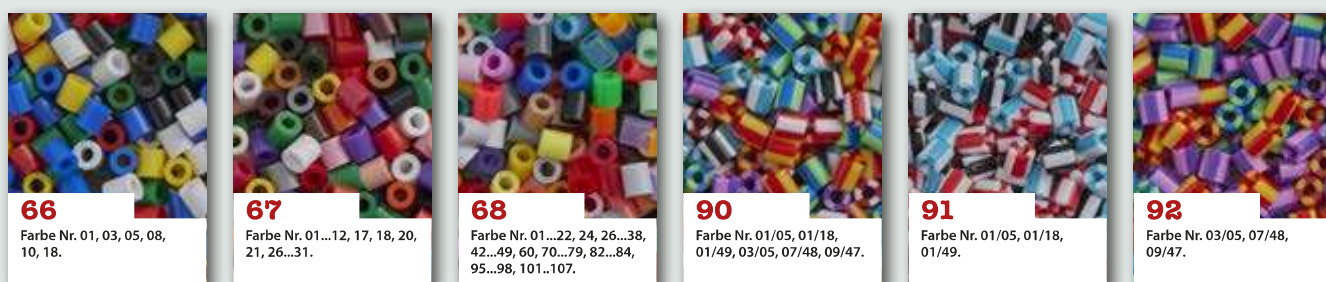 66
Farbe Nr. 01, 03, 05, 08,
10, 18.
67
Farbe Nr. 01...12, 17, 18, 20,
21, 26...31.
68
Farbe Nr. 01...22, 24, 26...38,
42...49, 60, 70...79, 82...84,
95...98, 101..107.
90
Farbe Nr. 01/05, 01/18,
01/49, 03/05, 07/48, 09/47.
91
Farbe Nr. 01/05, 01/18,
01/49.
92
Farbe Nr. 03/05, 07/48,
09/47.